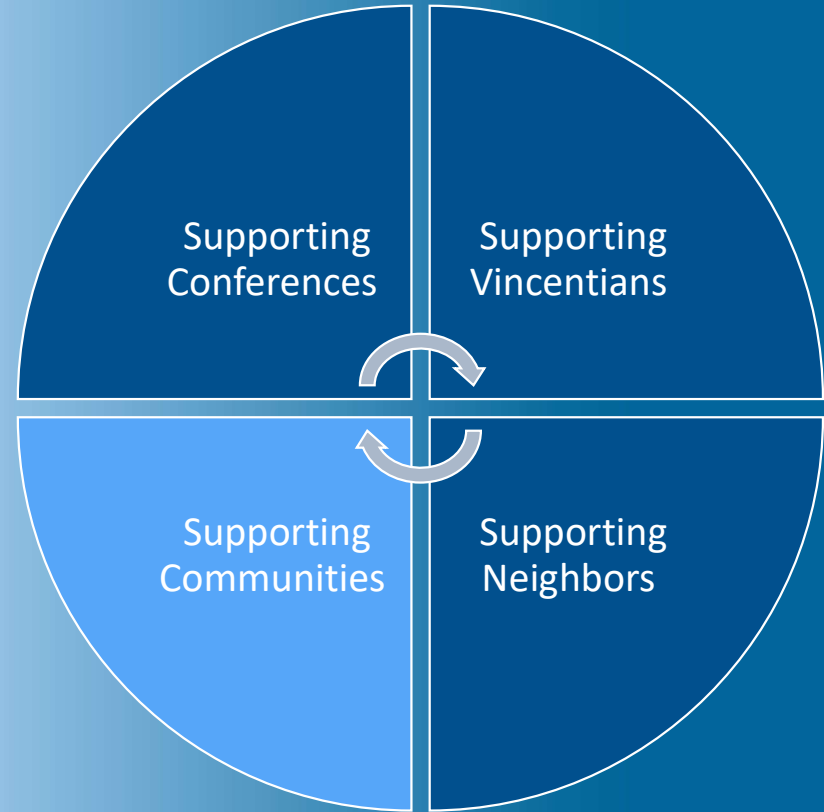 Supporting
Conferences
Supporting
Vincentians
Supporting
Communities
Supporting
Neighbors